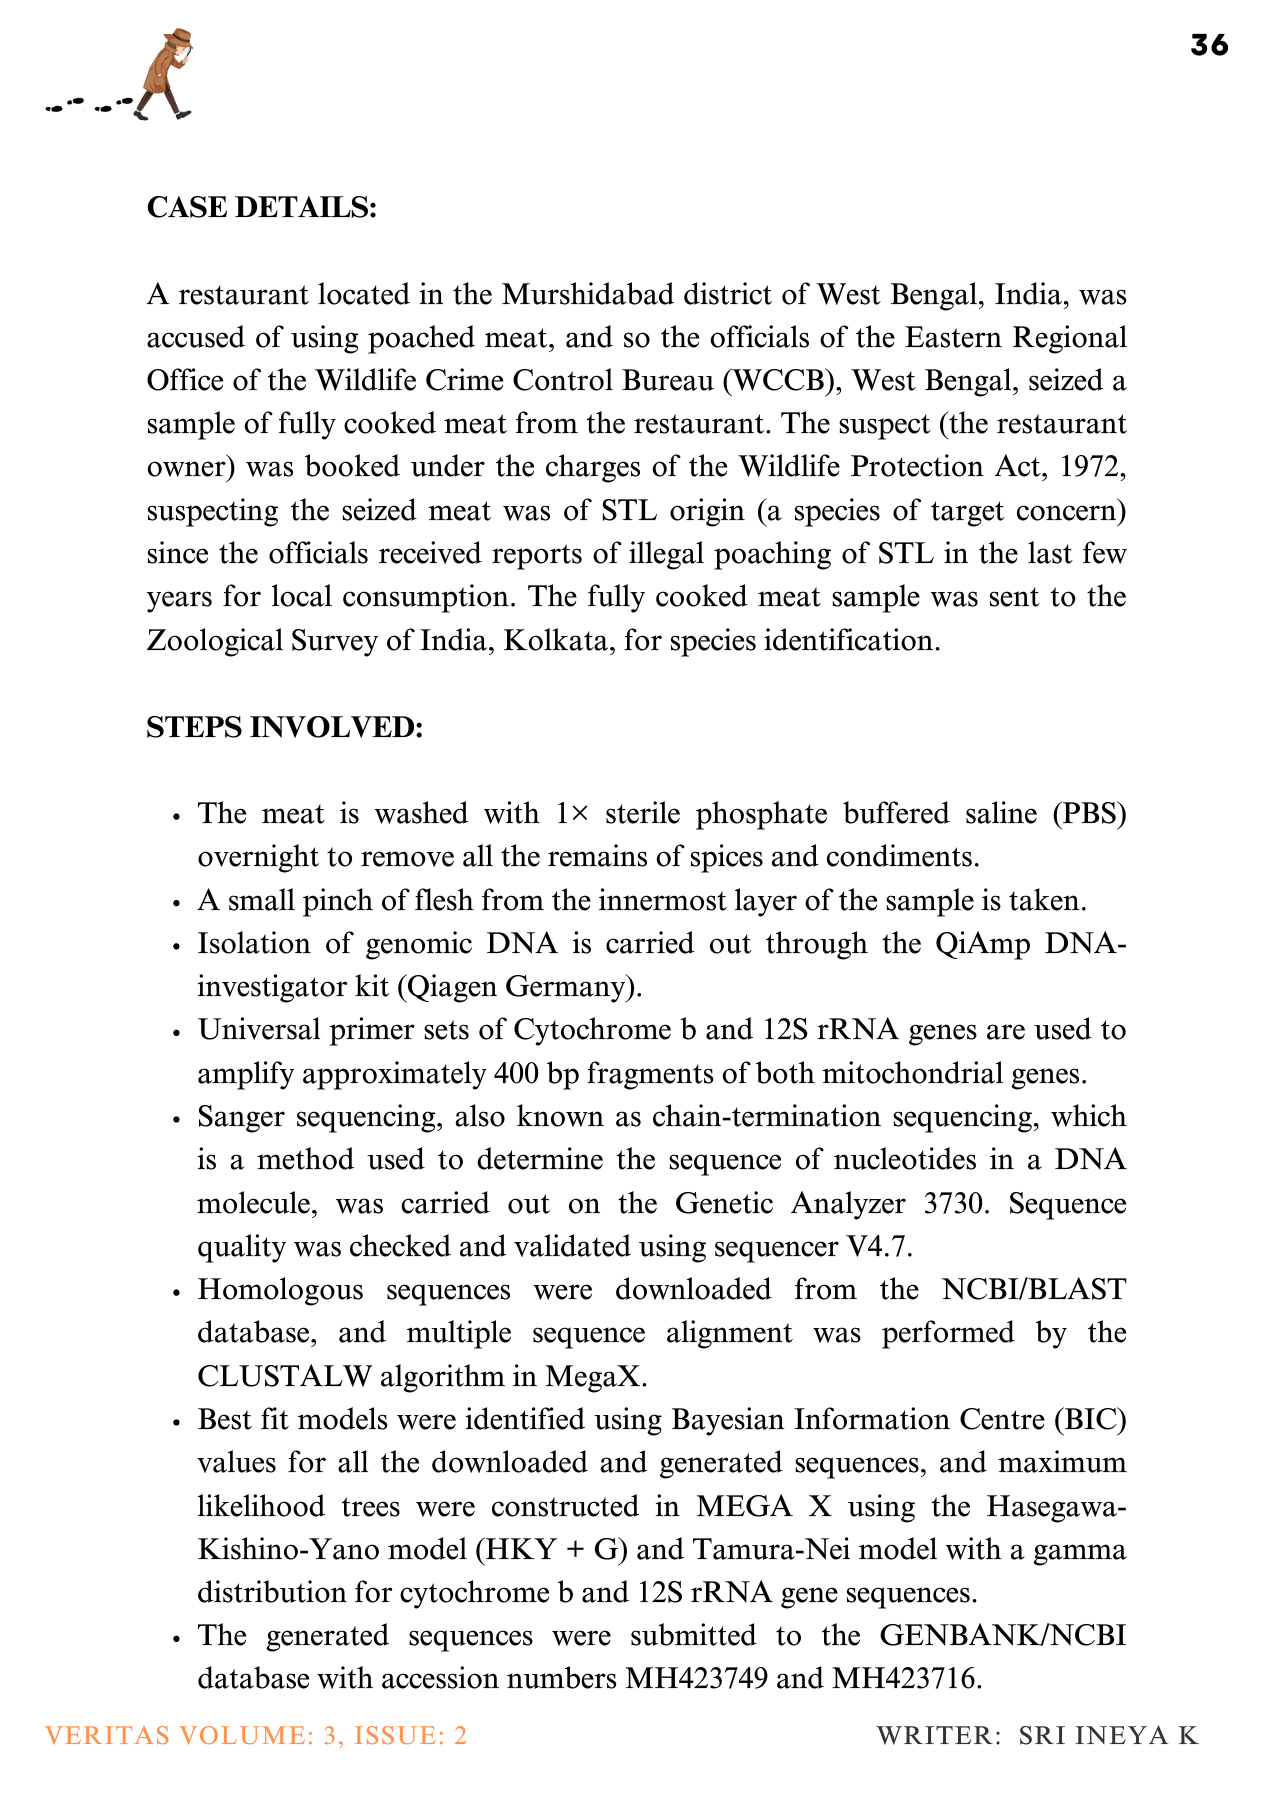 36
CASE DETAILS:
A restaurant located in the Murshidabad district of West Bengal, India, was
accused of using poached meat, and so the officials of the Eastern Regional
Office of the Wildlife Crime Control Bureau (WCCB), West Bengal, seized a
sample of fully cooked meat from the restaurant. The suspect (the restaurant
owner) was booked under the charges of the Wildlife Protection Act, 1972,
suspecting the seized meat was of STL origin (a species of target concern)
since the officials received reports of illegal poaching of STL in the last few
years for local consumption. The fully cooked meat sample was sent to the
Zoological Survey of India, Kolkata, for species identification.
STEPS INVOLVED:
• The meat is washed with 1× sterile phosphate buffered saline (PBS)
overnight to remove all the remains of spices and condiments.
• A small pinch of flesh from the innermost layer of the sample is taken.
• Isolation of genomic DNA is carried out through the QiAmp DNA-
investigator kit (Qiagen Germany).
• Universal primer sets of Cytochrome b and 12S rRNA genes are used to
amplify approximately 400 bp fragments of both mitochondrial genes.
• Sanger sequencing, also known as chain-termination sequencing, which
is a method used to determine the sequence of nucleotides in a DNA
molecule, was carried out on the Genetic Analyzer 3730. Sequence
quality was checked and validated using sequencer V4.7.
• Homologous sequences were downloaded from the NCBI/BLAST
database, and multiple sequence alignment was performed by the
CLUSTALW algorithm in MegaX.
• Best fit models were identified using Bayesian Information Centre (BIC)
values for all the downloaded and generated sequences, and maximum
likelihood trees were constructed in MEGA X using the Hasegawa-
Kishino-Yano model (HKY + G) and Tamura-Nei model with a gamma
distribution for cytochrome b and 12S rRNA gene sequences.
• The generated sequences were submitted to the GENBANK/NCBI
database with accession numbers MH423749 and MH423716.
VERITAS VOLUME: 3, ISSUE: 2
WRITER: SRI INEYA K